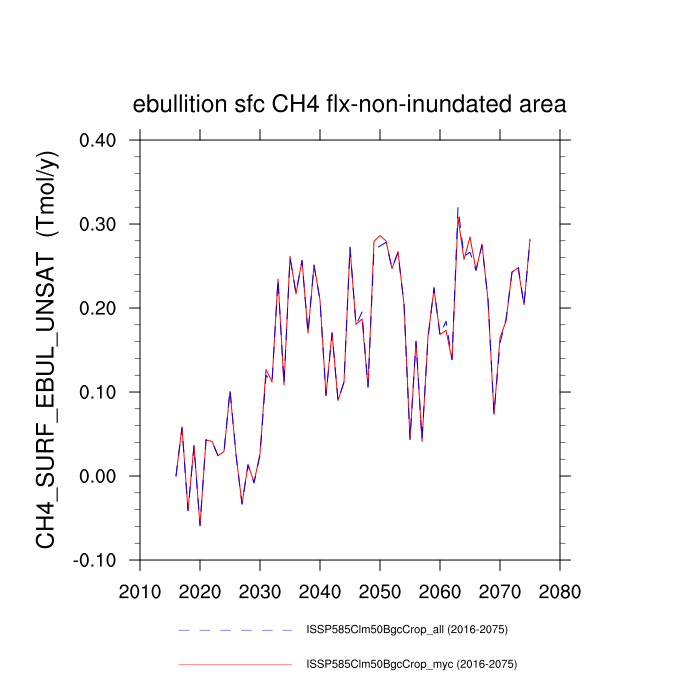 ebullition sfc CH4 flx-non-inundated area
CH4_SURF_EBUL_UNSAT (Tmol/y)
0.40
0.30
0.20
0.10
0.00
-0.10
2010 2020 2030 2040 2050 2060 2070 2080
ISSP585Clm50BgcCrop_all (2016-2075)
ISSP585Clm50BgcCrop_myc (2016-2075)